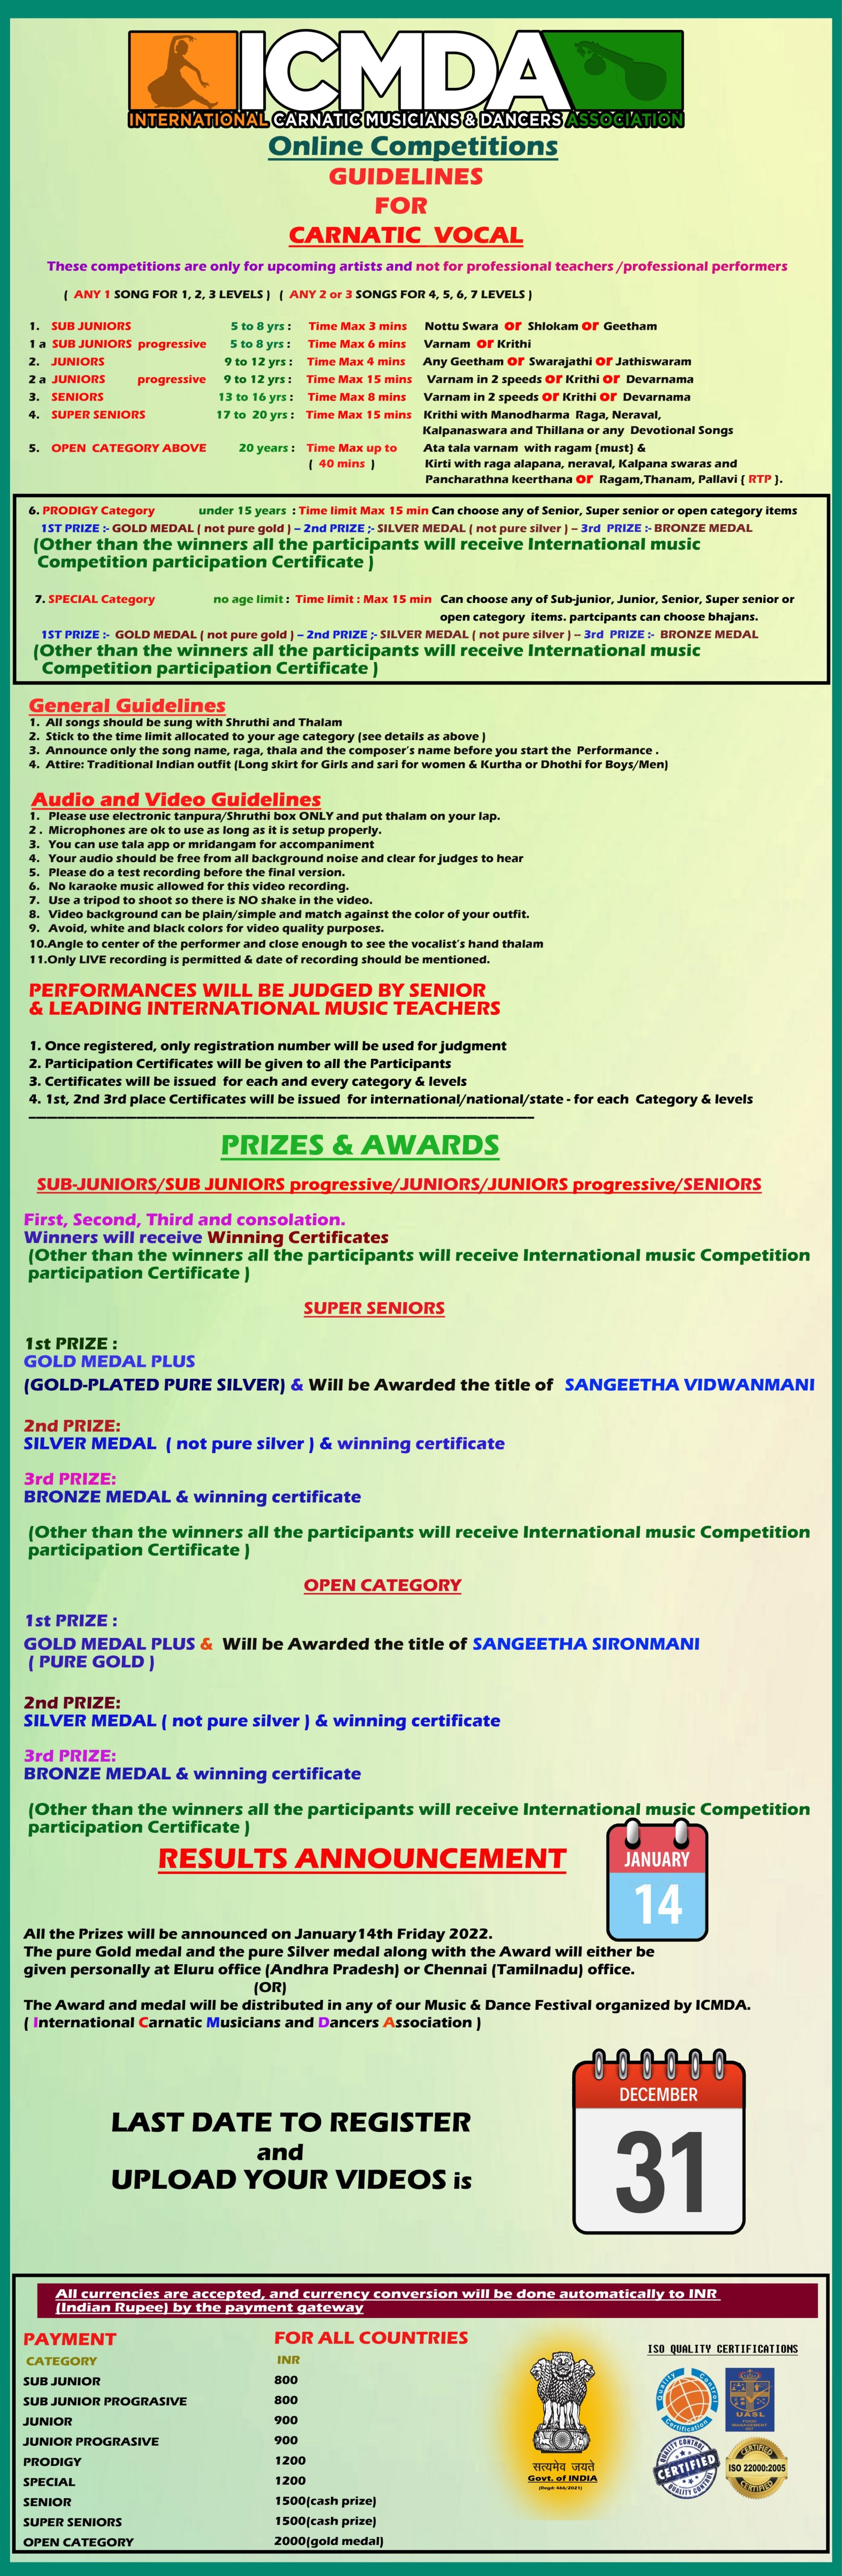 ICMDA
INTERNATIONAL CARNATIC MUSICIANS & DANCERS ASSOCIATION
Online Competitions
GUIDELINES
FOR
CARNATIC VOCAL
These competitions are only for upcoming artists and not for professional teachers /professional performers
( ANY 1 SONG FOR 1, 2, 3 LEVELS ) ( ANY 2 or 3 SONGS FOR 4, 5, 6, 7 LEVELS )
1. SUB JUNIORS 5 to 8 yrs : Time Max 3 mins Nottu Swara or Shlokam or Geetham
1 a SUB JUNIORS progressive 5 to 8 yrs : Time Max 6 mins Varnam or Krithi
2. JUNIORS 9 to 12 yrs : Time Max 4 mins Any Geetham or Swarajathi or Jathiswaram
2 a JUNIORS progressive 9 to 12 yrs : Time Max 15 mins Varnam in 2 speeds or Krithi or Devarnama
3. SENIORS 13 to 16 yrs : Time Max 8 mins Varnam in 2 speeds or Krithi or Devarnama
4. SUPER SENIORS 17 to 20 yrs : Time Max 15 mins Krithi with Manodharma Raga, Neraval,
Kalpanaswara and Thillana or any Devotional Songs
5. OPEN CATEGORY ABOVE 20 years : Time Max up to Ata tala varnam with ragam {must} &
( 40 mins ) Kirti with raga alapana, neraval, Kalpana swaras and
Pancharathna keerthana or Ragam,Thanam, Pallavi { RTP }.
6. PRODIGY Category under 15 years : Time limit Max 15 min Can choose any of Senior, Super senior or open category items
1ST PRIZE :- GOLD MEDAL ( not pure gold ) – 2nd PRIZE ;- SILVER MEDAL ( not pure silver ) – 3rd PRIZE :- BRONZE MEDAL
(Other than the winners all the participants will receive International music
Competition participation Certificate )
7. SPECIAL Category no age limit : Time limit : Max 15 min Can choose any of Sub-junior, Junior, Senior, Super senior or
open category items. partcipants can choose bhajans.
1ST PRIZE :- GOLD MEDAL ( not pure gold ) – 2nd PRIZE ;- SILVER MEDAL ( not pure silver ) – 3rd PRIZE :- BRONZE MEDAL
(Other than the winners all the participants will receive International music
Competition participation Certificate )
General Guidelines
1. All songs should be sung with Shruthi and Thalam
2. Stick to the time limit allocated to your age category (see details as above )
3. Announce only the song name, raga, thala and the composer's name before you start the Performance .
4. Attire: Traditional Indian outfit (Long skirt for Girls and sari for women & Kurtha or Dhothi for Boys/Men)
Audio and Video Guidelines
1. Please use electronic tanpura/Shruthi box ONLY and put thalam on your lap.
2 . Microphones are ok to use as long as it is setup properly.
3. You can use tala app or mridangam for accompaniment
4. Your audio should be free from all background noise and clear for judges to hear
5. Please do a test recording before the final version.
6. No karaoke music allowed for this video recording.
7. Use a tripod to shoot so there is NO shake in the video.
8. Video background can be plain/simple and match against the color of your outfit.
9. Avoid, white and black colors for video quality purposes.
10.Angle to center of the performer and close enough to see the vocalist's hand thalam
11.Only LIVE recording is permitted & date of recording should be mentioned.
PERFORMANCES WILL BE JUDGED BY SENIOR
& LEADING INTERNATIONAL MUSIC TEACHERS
1. Once registered, only registration number will be used for judgment
2. Participation Certificates will be given to all the Participants
3. Certificates will be issued for each and every category & levels
4. 1st, 2nd 3rd place Certificates will be issued for international/national/state - for each Category & levels
PRIZES & AWARDS
SUB-JUNIORS/SUB JUNIORS progressive/JUNIORS/JUNIORS progressive/SENIORS
First, Second, Third and consolation.
Winners will receive Winning Certificates
(Other than the winners all the participants will receive International music Competition
participation Certificate )
SUPER SENIORS
1st PRIZE :
GOLD MEDAL PLUS
(GOLD-PLATED PURE SILVER) & Will be Awarded the title of SANGEETHA VIDWANMANI
2nd PRIZE:
SILVER MEDAL ( not pure silver ) & winning certificate
3rd PRIZE:
BRONZE MEDAL & winning certificate
(Other than the winners all the participants will receive International music Competition
participation Certificate )
OPEN CATEGORY
1st PRIZE :
GOLD MEDAL PLUS & Will be Awarded the title of SANGEETHA SIRONMANI
( PURE GOLD )
2nd PRIZE:
SILVER MEDAL ( not pure silver ) & winning certificate
3rd PRIZE:
BRONZE MEDAL & winning certificate
(Other than the winners all the participants will receive International music Competition
participation Certificate )
RESULTS ANNOUNCEMENT
JANUARY
14
All the Prizes will be announced on January14th Friday 2022.
The pure Gold medal and the pure Silver medal along with the Award will either be
given personally at Eluru office (Andhra Pradesh) or Chennai (Tamilnadu) office.
(OR)
The Award and medal will be distributed in any of our Music & Dance Festival organized by ICMDA.
( International Carnatic Musicians and Dancers Association )
LAST DATE TO REGISTER
and
UPLOAD YOUR VIDEOS is
DECEMBER
31
All currencies are accepted, and currency conversion will be done automatically to INR
(Indian Rupee) by the payment gateway
PAYMENT FOR ALL COUNTRIES
CATEGORY INR
SUB JUNIOR 800
SUB JUNIOR PROGRASIVE 800
JUNIOR 900
JUNIOR PROGRASIVE 900
PRODIGY 1200
SPECIAL 1200
SENIOR 1500(cash prize)
SUPER SENIORS 1500(cash prize)
OPEN CATEGORY 2000(gold medal)
सत्यमेव जयते
Govt. of INDIA
(Regd: 466/2021)
ISO QUALITY CERTIFICATIONS
Quality Control
Certification
UASL
QUALITY CONTROL
CERTIFIED
QUALITY CONTROL
CERTIFIED
ISO 22000:2005
CERTIFIED